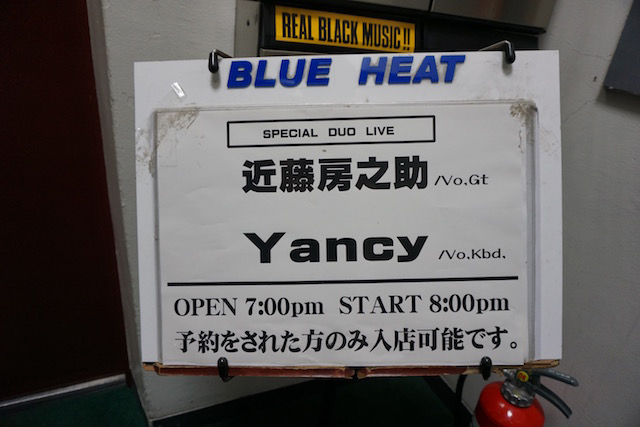 REAL BLACK MUSIC!!
BLUE HEAT
SPECIAL DUO LIVE
近藤房之助/Vo,Gt
Yancy /Vo,Kbd,
OPEN 7:00pm START 8:00pm
予約をされた方のみ入店可能です。